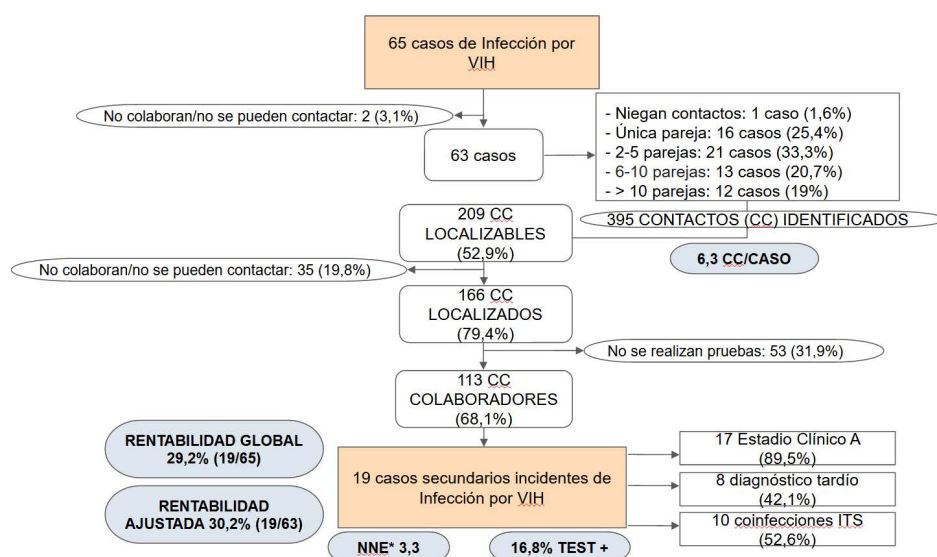 65 casos de Infección por
VIH
No colaboran/no se pueden contactar: 2 (3,1%)
63 casos
- Niegan contactos: 1 caso (1,6%)
- Única pareja: 16 casos (25,4%)
- 2-5 parejas: 21 casos (33,3%)
- 6-10 parejas: 13 casos (20,7%)
- > 10 parejas: 12 casos (19%)
395 CONTACTOS (CC) IDENTIFICADOS
209 CC
LOCALIZABLES
(52,9%)
6,3 CC/CASO
No colaboran/no se pueden contactar: 35 (19,8%)
166 CC
LOCALIZADOS
(79,4%)
No se realizan pruebas: 53 (31,9%)
113 CC
COLABORADORES
(68,1%)
RENTABILIDAD GLOBAL
29,2% (19/65)
RENTABILIDAD
AJUSTADA 30,2% (19/63)
19 casos secundarios incidentes de
Infección por VIH
17 Estadio Clínico A
(89,5%)
8 diagnóstico tardío
(42,1%)
10 coinfecciones ITS
(52,6%)
NNE* 3,3
16,8% TEST +